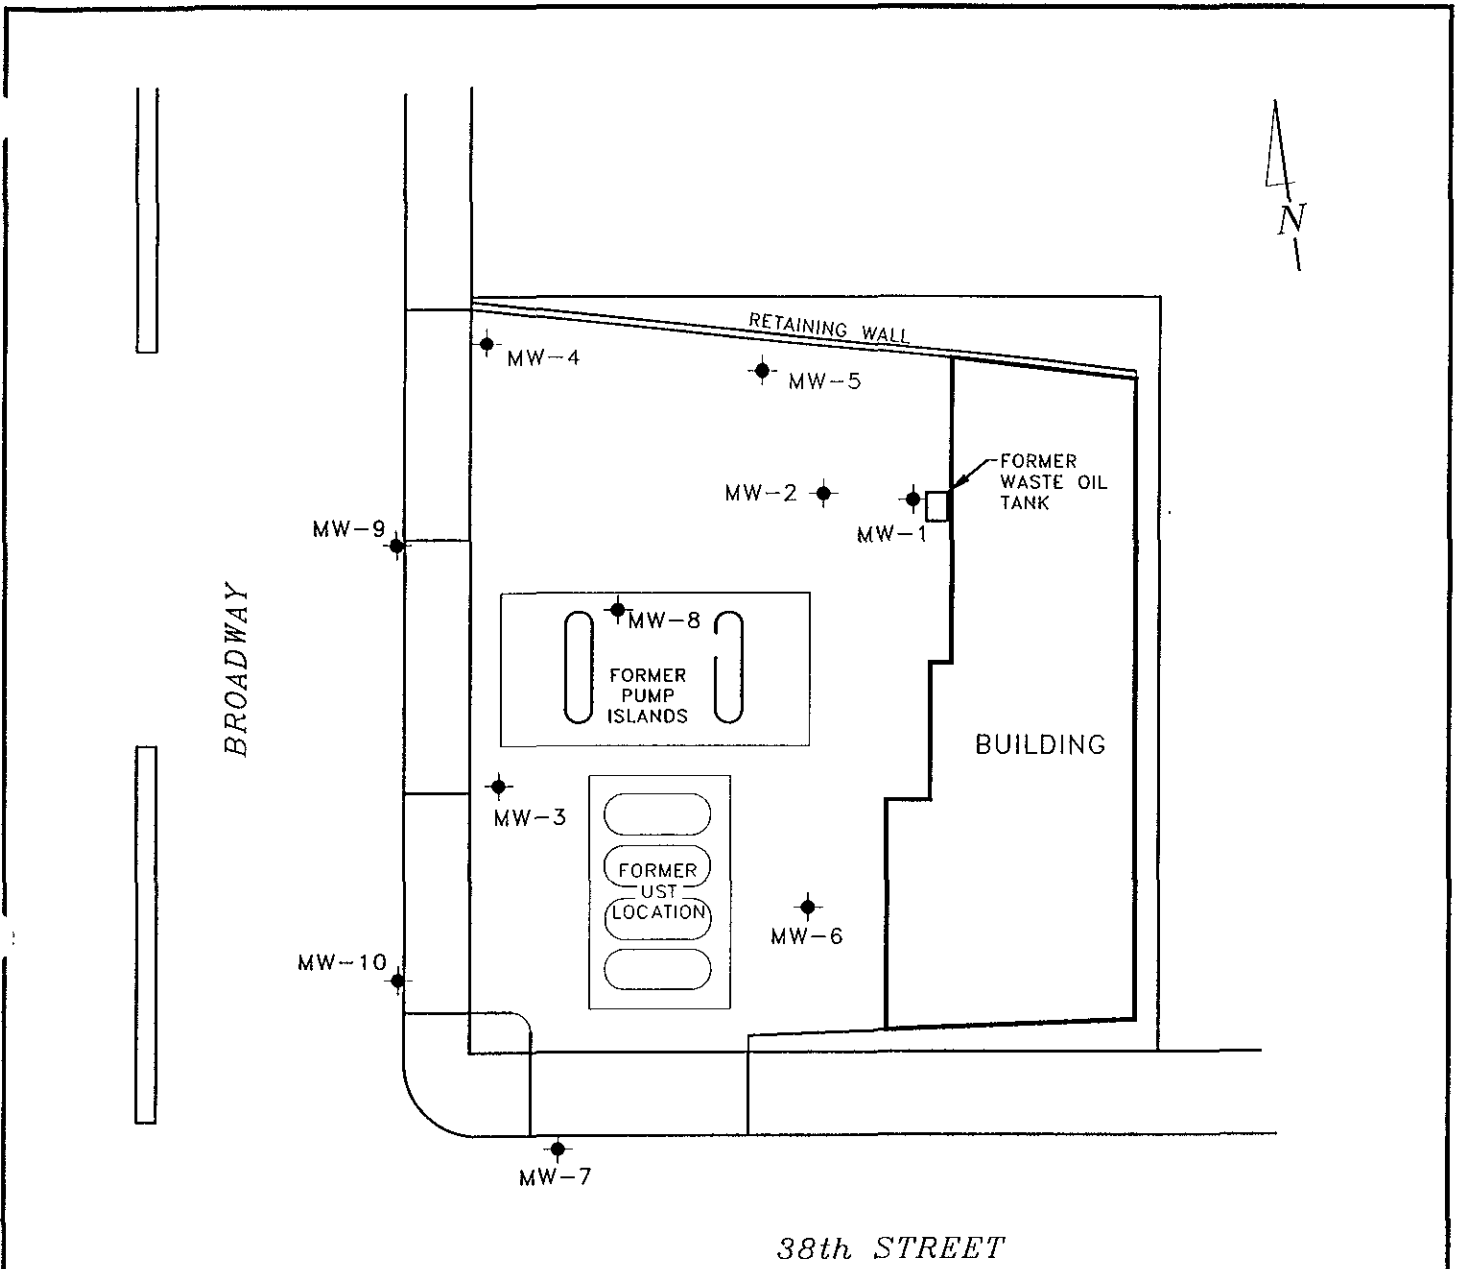 N
RETAINING WALL
MW-4
MW-5
FORMER
WASTE OIL
TANK
MW-2
MW-1
MW-9
BROADWAY
MW-8
FORMER
PUMP
ISLANDS
BUILDING
MW-3
FORMER
UST
LOCATION
MW-6
MW-10
MW-7
38th STREET